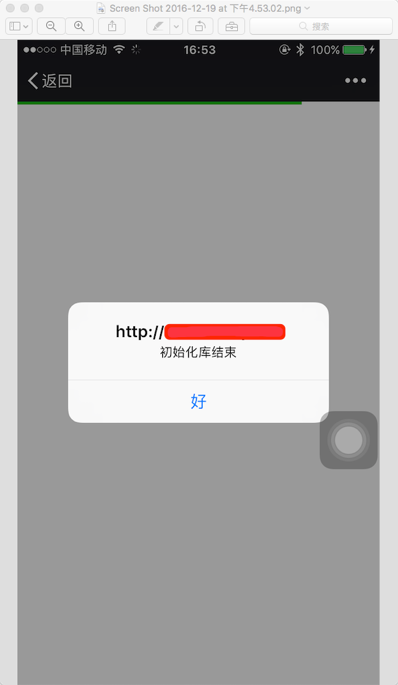 Screen Shot 2016-12-19 at 下午4.53.02.png
搜索
中国移动 16:53 100%
返回
http://
初始化库结束
好